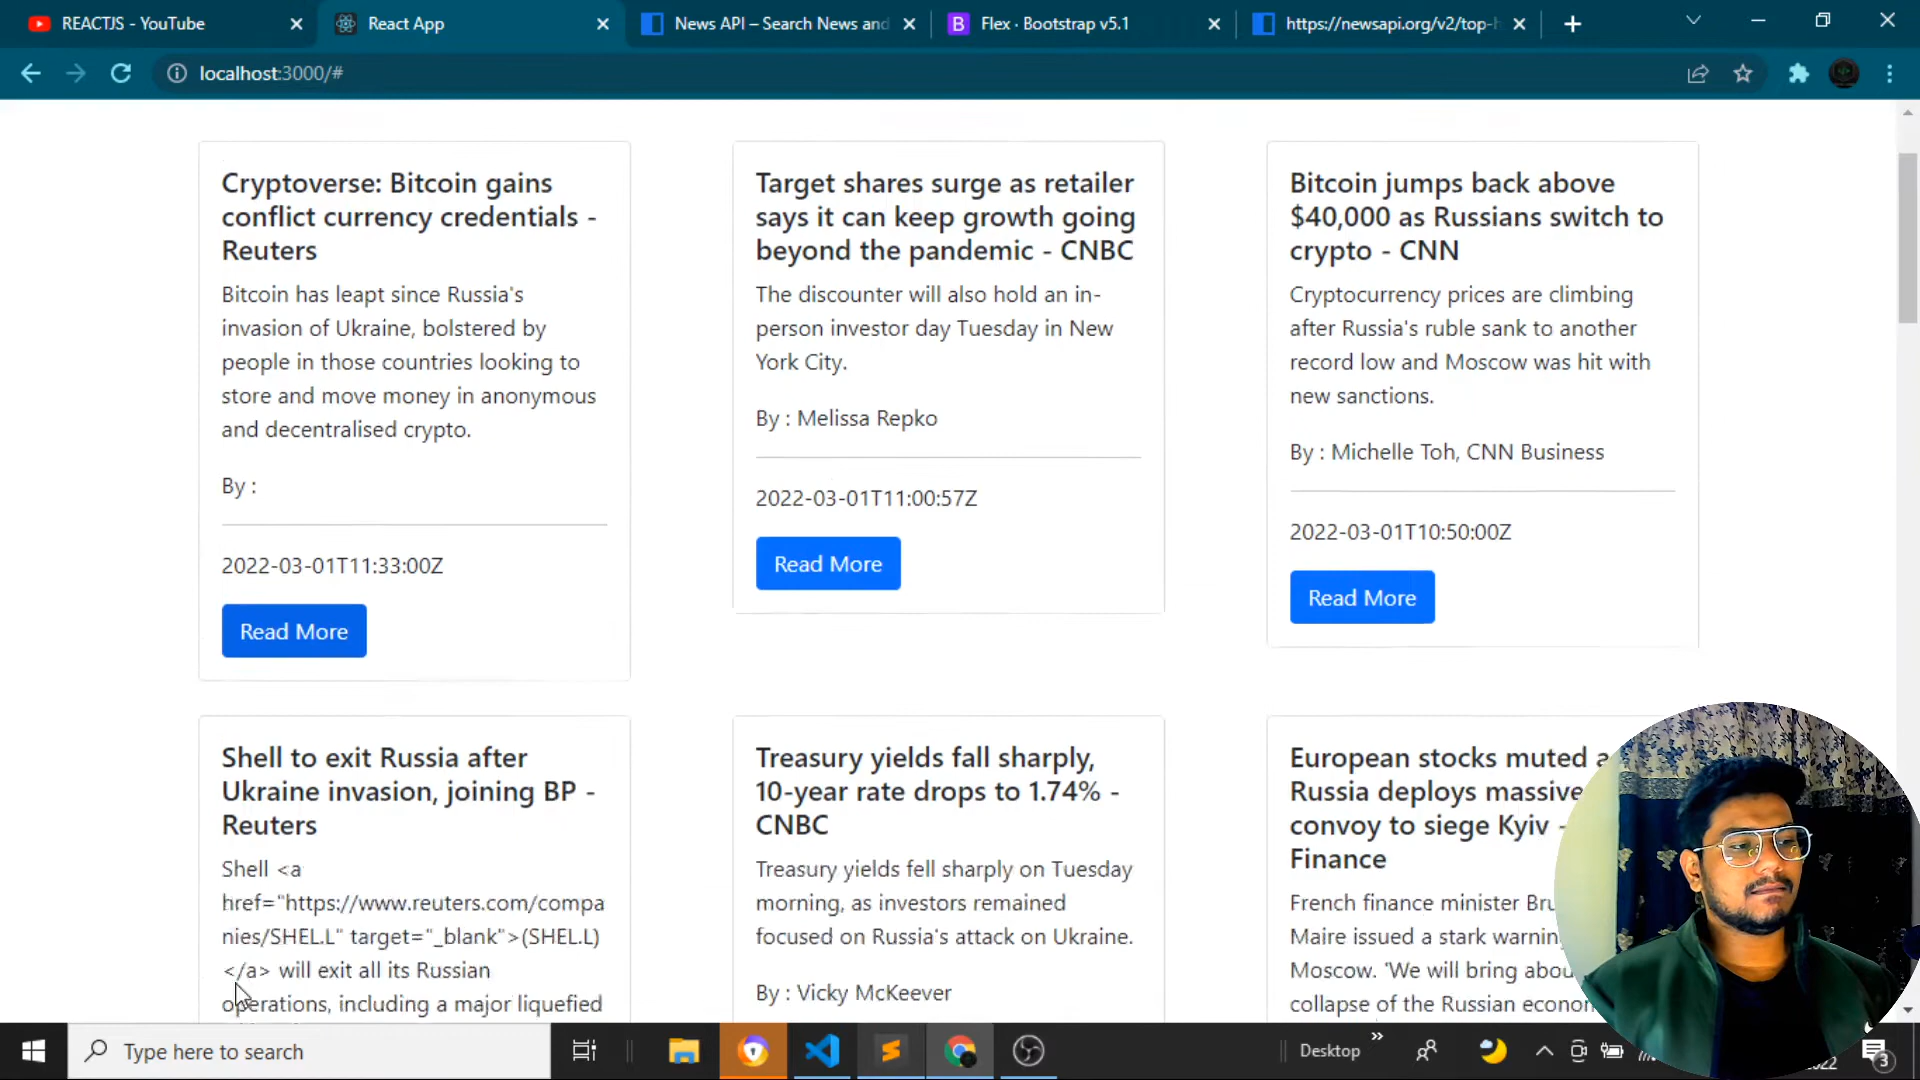 REACTJS - YouTube
React App
News API – Search News and
Flex · Bootstrap v5.1
https://newsapi.org/v2/top-h
localhost:3000/#
Cryptoverse: Bitcoin gains
conflict currency credentials -
Reuters
Bitcoin has leapt since Russia's
invasion of Ukraine, bolstered by
people in those countries looking to
store and move money in anonymous
and decentralised crypto.
By :
2022-03-01T11:33:00Z
Read More
Target shares surge as retailer
says it can keep growth going
beyond the pandemic - CNBC
The discounter will also hold an in-
person investor day Tuesday in New
York City.
By : Melissa Repko
2022-03-01T11:00:57Z
Read More
Bitcoin jumps back above
$40,000 as Russians switch to
crypto - CNN
Cryptocurrency prices are climbing
after Russia's ruble sank to another
record low and Moscow was hit with
new sanctions.
By : Michelle Toh, CNN Business
2022-03-01T10:50:00Z
Read More
Shell to exit Russia after
Ukraine invasion, joining BP -
Reuters
Shell <a
href="https://www.reuters.com/compa
nies/SHEL.L" target="_blank">(SHEL.L)
</a> will exit all its Russian
operations, including a major liquefied
Treasury yields fall sharply,
10-year rate drops to 1.74% -
CNBC
Treasury yields fell sharply on Tuesday
morning, as investors remained
focused on Russia's attack on Ukraine.
By : Vicky McKeever
European stocks muted
Russia deploys massive
convoy to siege Kyiv -
Finance
French finance minister
Maire issued a stark
Moscow. 'We will bring
collapse of the Russian
Type here to search
Desktop
3